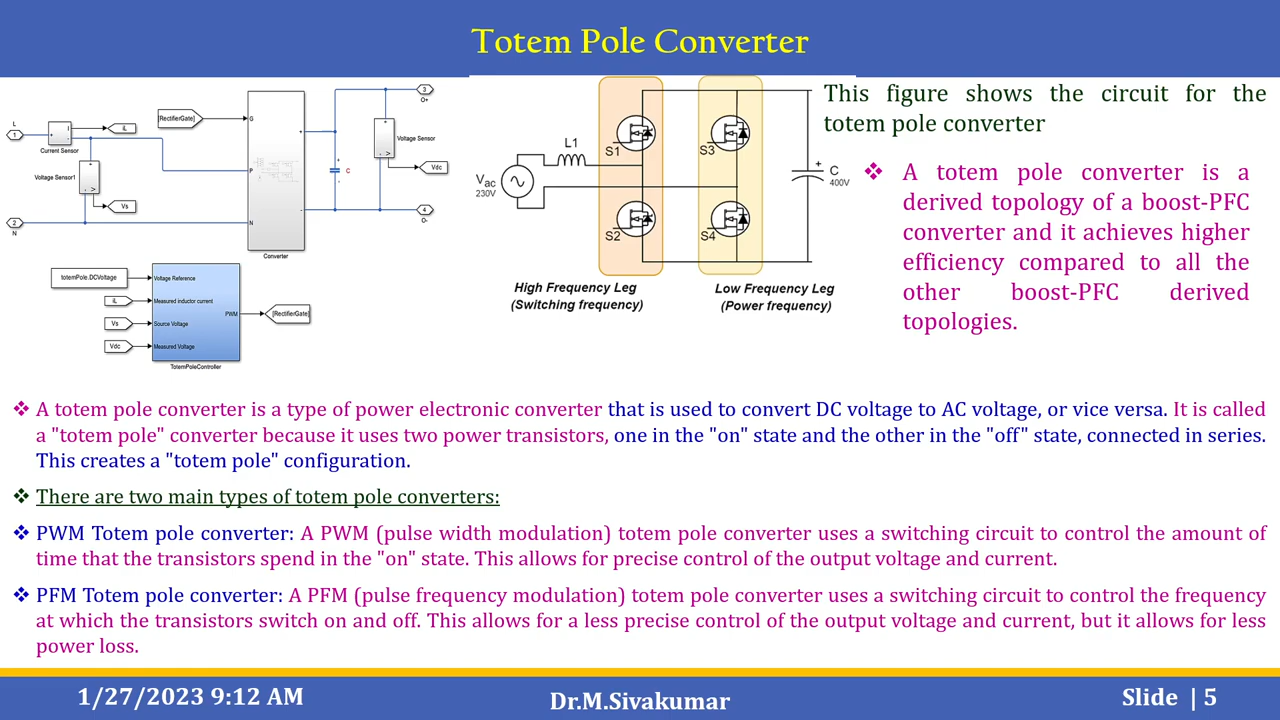 Totem Pole Converter
L
1
Current Sensor
I
+
-
iL
[RectifierGate]
G
P
N
Converter
+
-
+
C
-
3
O+
Voltage Sensor
+
- >
Vdc
4
O-
Voltage Sensor1
+
- >
Vs
2
N
totemPole.DCVoltage
iL
Vs
Vdc
Voltage Reference
Measured inductor current
Source Voltage
Measured Voltage
PWM
[RectifierGate]
TotemPoleController
L1
Vac
230V
S1
S2
S3
S4
+
C
400V
High Frequency Leg
(Switching frequency)
Low Frequency Leg
(Power frequency)
This figure shows the circuit for the
totem pole converter
❖ A totem pole converter is a
derived topology of a boost-PFC
converter and it achieves higher
efficiency compared to all the
other boost-PFC derived
topologies.
❖ A totem pole converter is a type of power electronic converter that is used to convert DC voltage to AC voltage, or vice versa. It is called
a "totem pole" converter because it uses two power transistors, one in the "on" state and the other in the "off" state, connected in series.
This creates a "totem pole" configuration.
❖ There are two main types of totem pole converters:
❖ PWM Totem pole converter: A PWM (pulse width modulation) totem pole converter uses a switching circuit to control the amount of
time that the transistors spend in the "on" state. This allows for precise control of the output voltage and current.
❖ PFM Totem pole converter: A PFM (pulse frequency modulation) totem pole converter uses a switching circuit to control the frequency
at which the transistors switch on and off. This allows for a less precise control of the output voltage and current, but it allows for less
power loss.
1/27/2023 9:12 AM
Dr.M.Sivakumar
Slide | 5